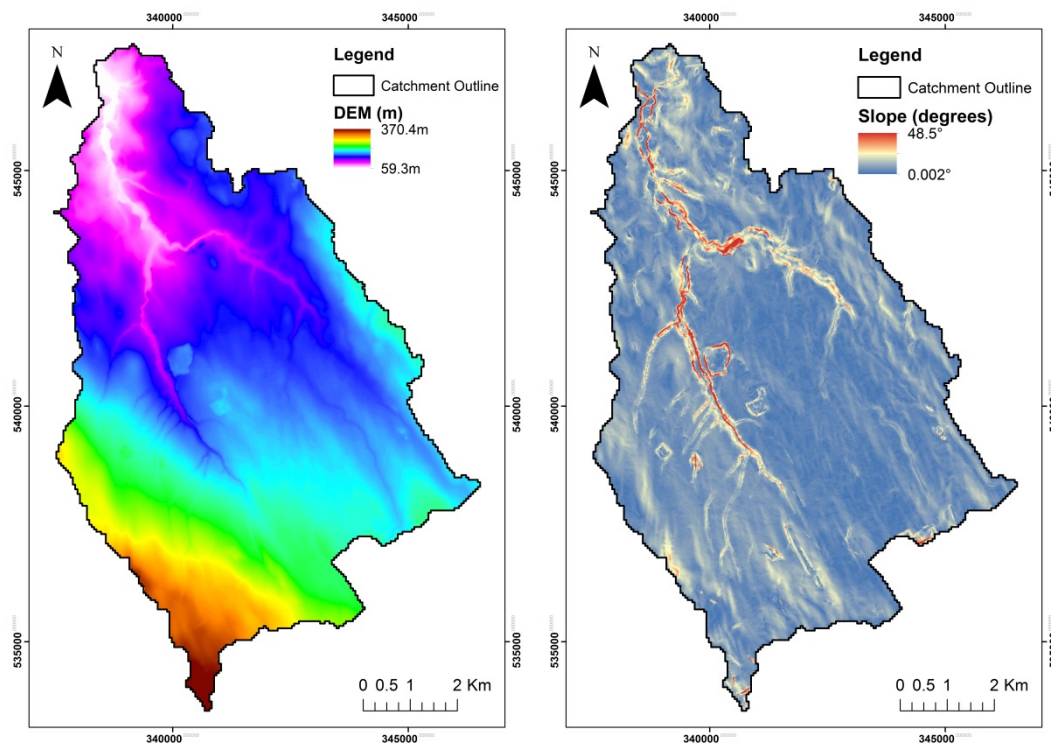 340000 345000
340000 345000
N
Legend
Catchment Outline
DEM (m)
370.4m
59.3m
N
Legend
Catchment Outline
Slope (degrees)
48.5°
0.002°
545000
540000
535000
545000
540000
535000
0 0.5 1 2 Km
0 0.5 1 2 Km
340000 345000
340000 345000